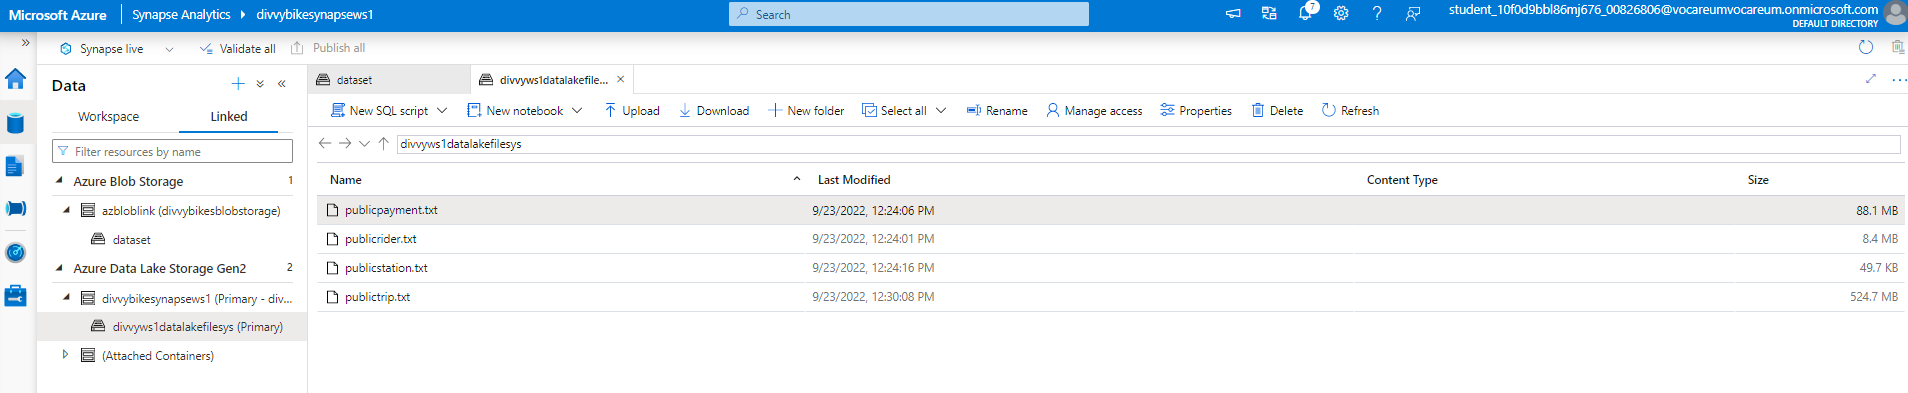 Microsoft Azure | Synapse Analytics > divvybikesynapsews1
Search
7
student_10f0d9bbl86mj676_00826806@vocareumvocareum.onmicrosoft.com
DEFAULT DIRECTORY
Synapse live
Validate all
Publish all
Data
Workspace
Linked
Filter resources by name
Azure Blob Storage 1
azbloblink (divvybikesblobstorage)
dataset
Azure Data Lake Storage Gen2 2
divvybikesynapsews1 (Primary - div...
divvyws1datalakefilesys (Primary)
(Attached Containers)
dataset
divvyws1datalakefile...
New SQL script
New notebook
Upload
Download
New folder
Select all
Rename
Manage access
Properties
Delete
Refresh
divvyws1datalakefilesys
Name Last Modified Content Type Size
publicpayment.txt 9/23/2022, 12:24:06 PM 88.1 MB
publicrider.txt 9/23/2022, 12:24:01 PM 8.4 MB
publicstation.txt 9/23/2022, 12:24:16 PM 49.7 KB
publictrip.txt 9/23/2022, 12:30:08 PM 524.7 MB